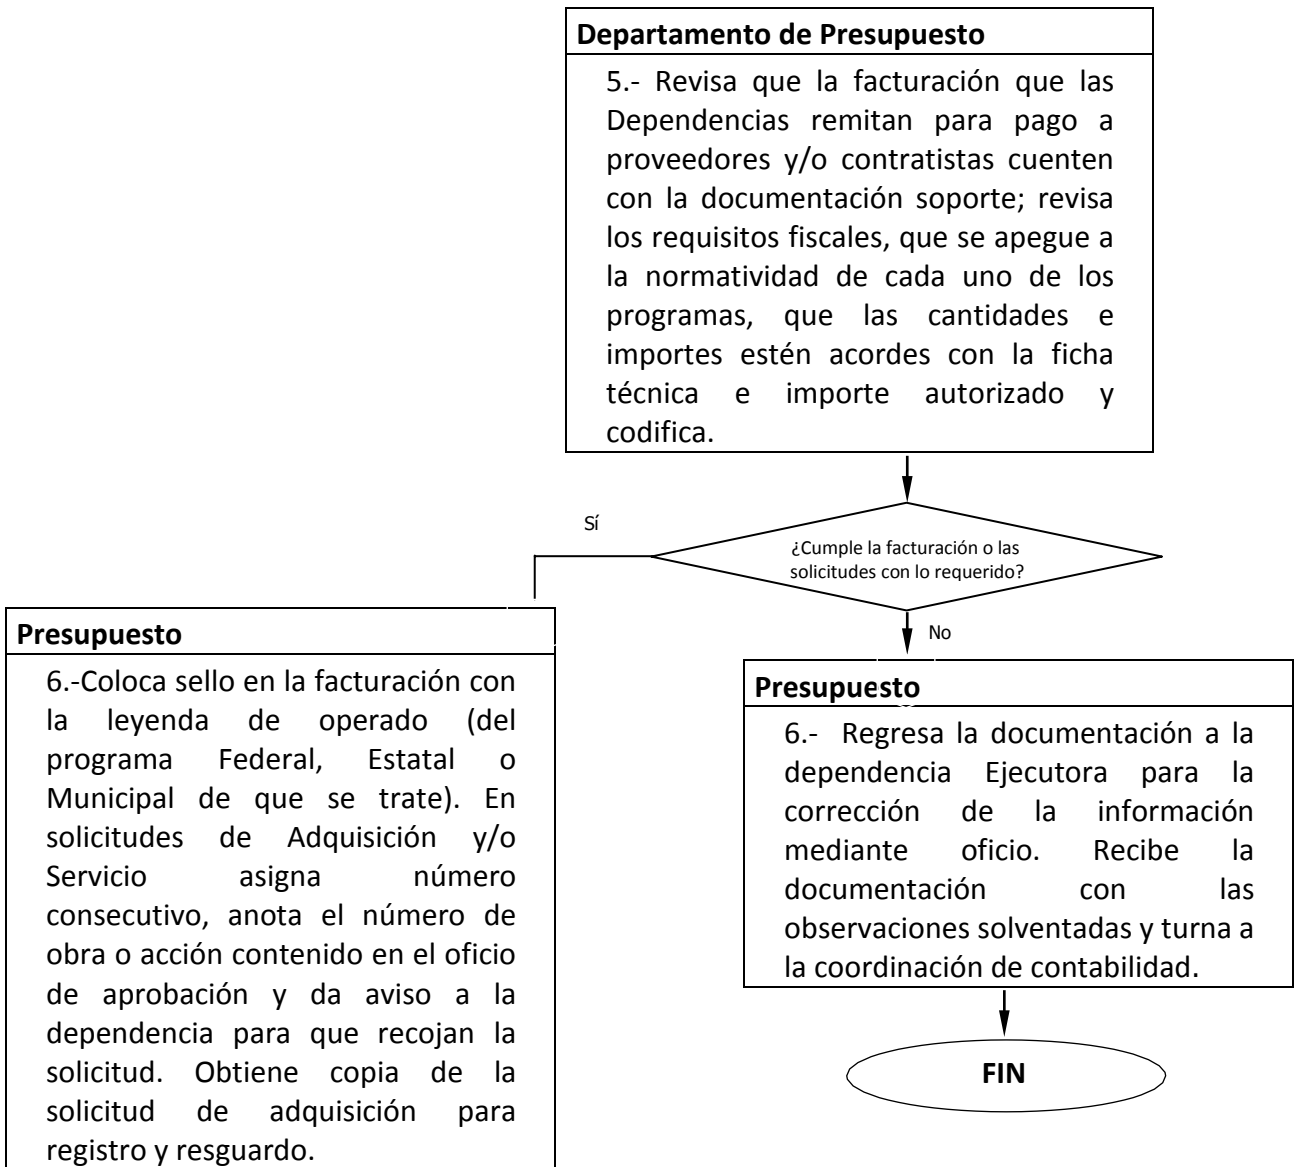 Departamento de Presupuesto
5.- Revisa que la facturación que las
Dependencias remitan para pago a
proveedores y/o contratistas cuenten
con la documentación soporte; revisa
los requisitos fiscales, que se apegue a
la normatividad de cada uno de los
programas, que las cantidades e
importes estén acordes con la ficha
técnica e importe autorizado y
codifica.
Sí
¿Cumple la facturación o las
solicitudes con lo requerido?
No
Presupuesto
6.-Coloca sello en la facturación con
la leyenda de operado (del
programa Federal, Estatal o
Municipal de que se trate). En
solicitudes de Adquisición y/o
Servicio asigna número
consecutivo, anota el número de
obra o acción contenido en el oficio
de aprobación y da aviso a la
dependencia para que recojan la
solicitud. Obtiene copia de la
solicitud de adquisición para
registro y resguardo.
Presupuesto
6.- Regresa la documentación a la
dependencia Ejecutora para la
corrección de la información
mediante oficio. Recibe la
documentación con las
observaciones solventadas y turna a
la coordinación de contabilidad.
FIN